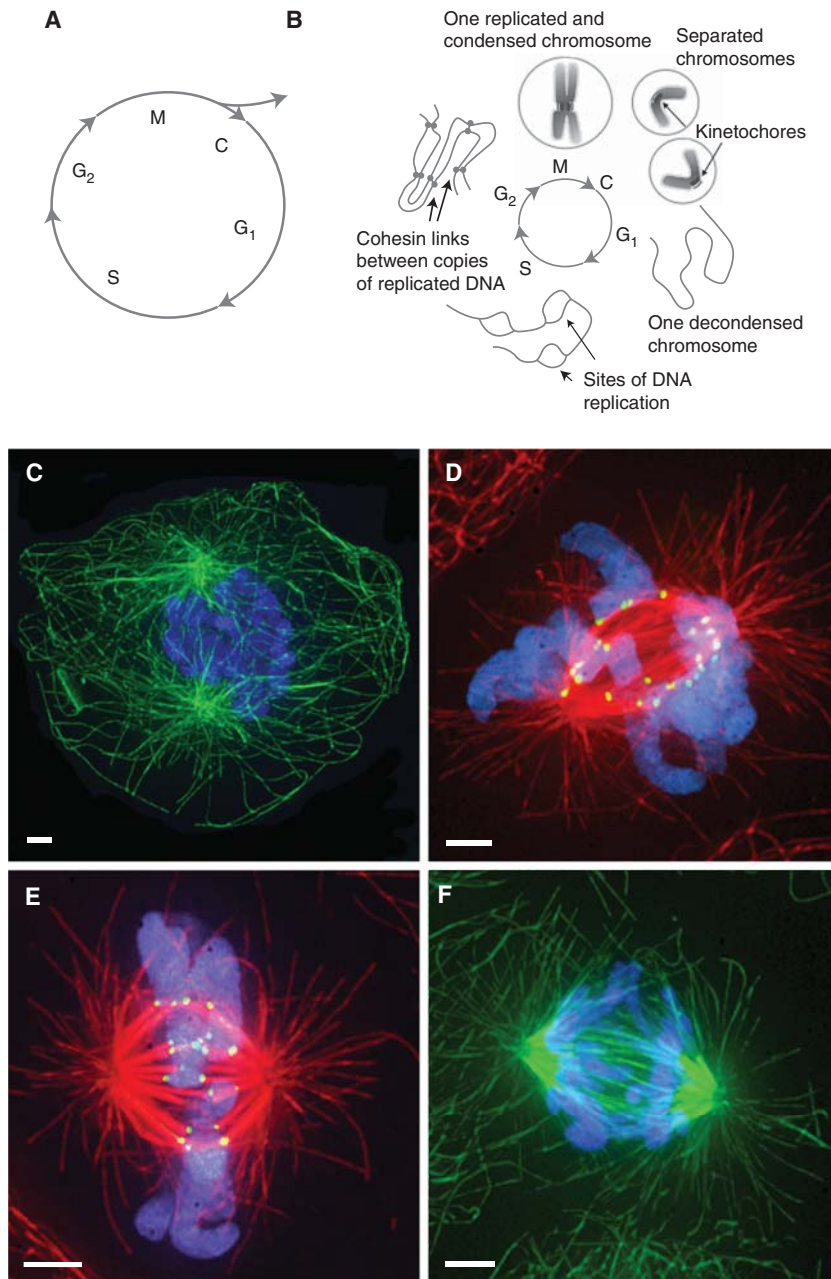 A
M
C
G2
G1
S
B
One replicated and
condensed chromosome
Separated
chromosomes
Kinetochores
M
C
G2
G1
S
Cohesin links
between copies
of replicated DNA
One decondensed
chromosome
Sites of DNA
replication
C
D
E
F